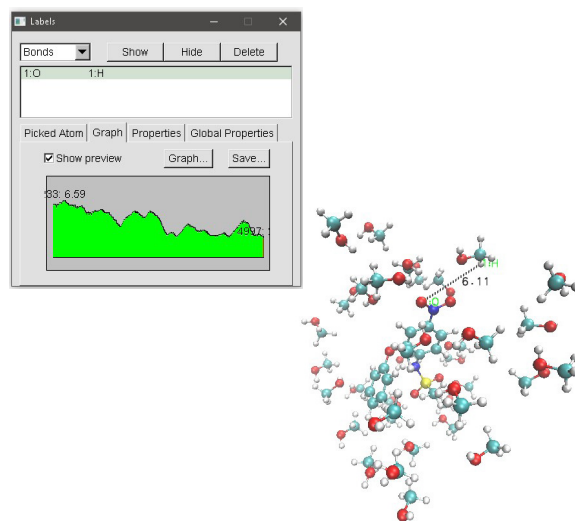 Labels
Bonds Show Hide Delete
1:O 1:H
Picked Atom Graph Properties Global Properties
Show preview Graph... Save...
33: 6.59
4997:
6.11